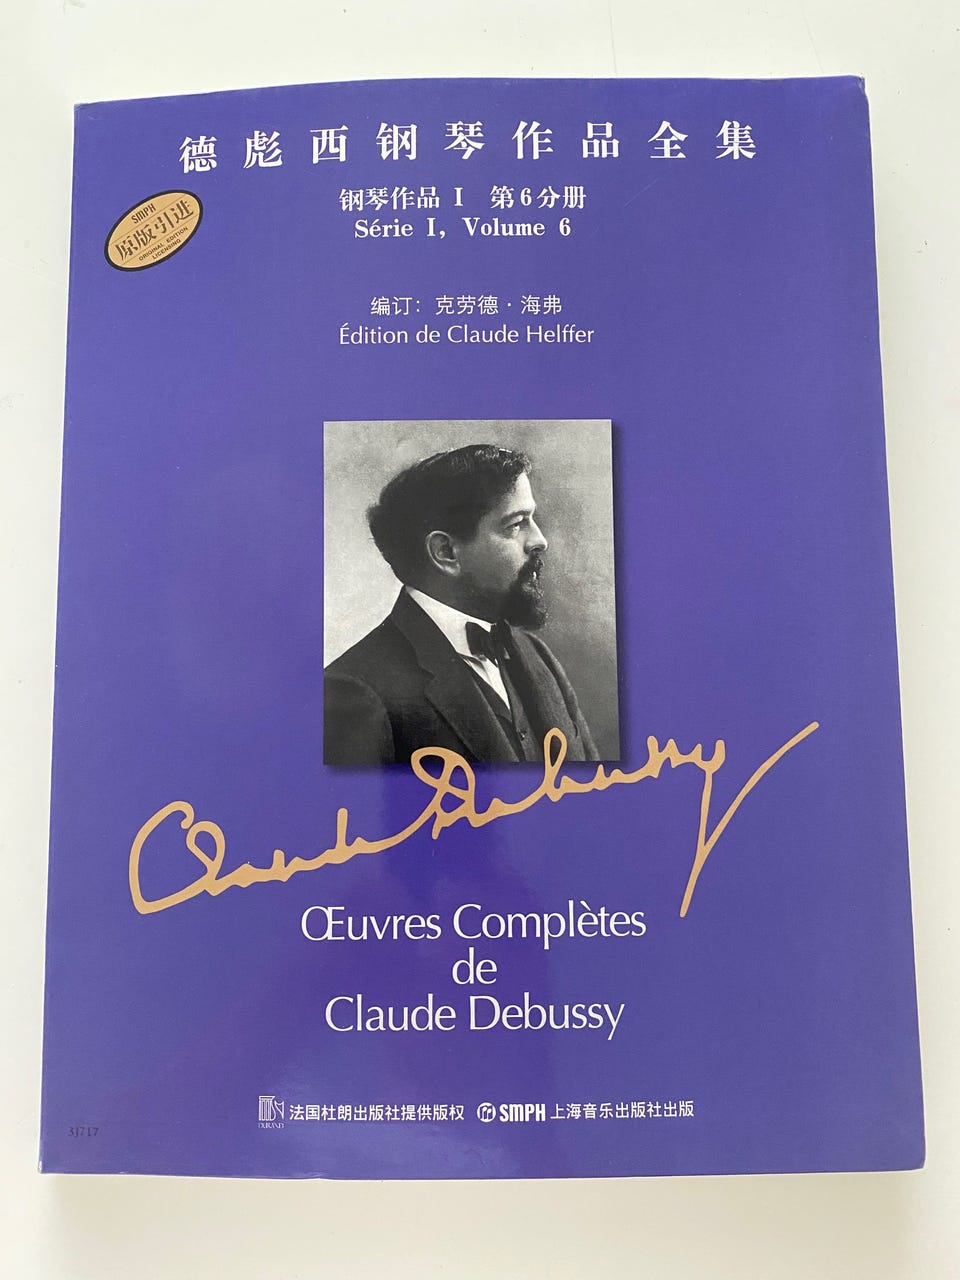 德彪西钢琴作品全集
钢琴作品 I 第6分册
Série I, Volume 6
SMPH
原版引进
ORIGINAL EDITION
LICENSING
编订：克劳德·海弗
Édition de Claude Helffer
Claude Debussy
Œuvres Complètes
de
Claude Debussy
DURAND
法国杜朗出版社提供版权 SMPH 上海音乐出版社出版
3J717